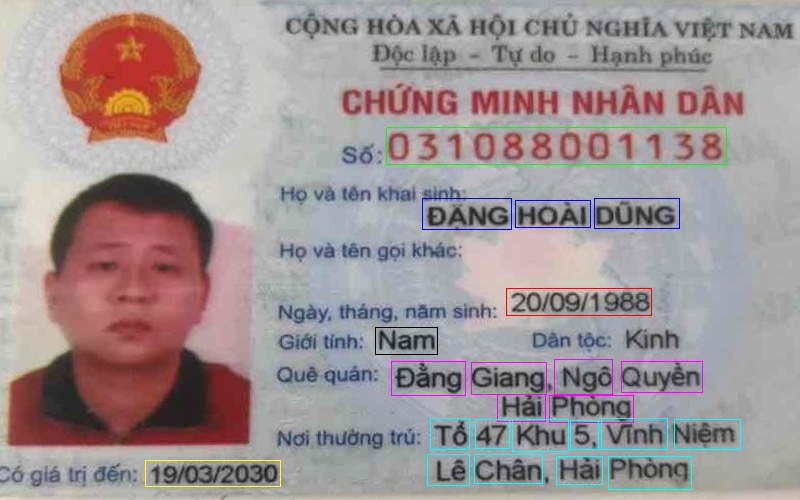 CỘNG HÒA XÃ HỘI CHỦ NGHĨA VIỆT NAM
Độc lập - Tự do - Hạnh phúc
CHỨNG MINH NHÂN DÂN
Số: 031088001138
Họ và tên khai sinh:
ĐẶNG HOÀI DŨNG
Họ và tên gọi khác:
Ngày, tháng, năm sinh: 20/09/1988
Giới tính: Nam Dân tộc: Kinh
Quê quán: Đằng Giang, Ngô Quyền
Hải Phòng
Nơi thường trú: Tổ 47 Khu 5, Vĩnh Niệm
Lê Chân, Hải Phòng
Có giá trị đến: 19/03/2030